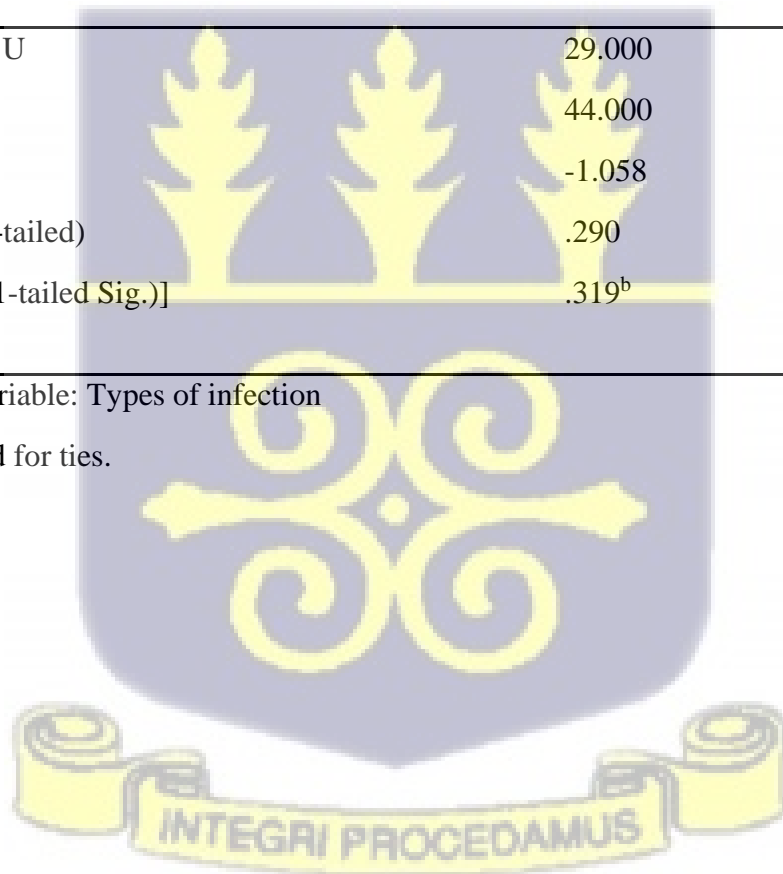 U 29.000
44.000
-1.058
-tailed) .290
1-tailed Sig.)] .319b
riable: Types of infection
d for ties.
INTEGRI PROCEDAMUS